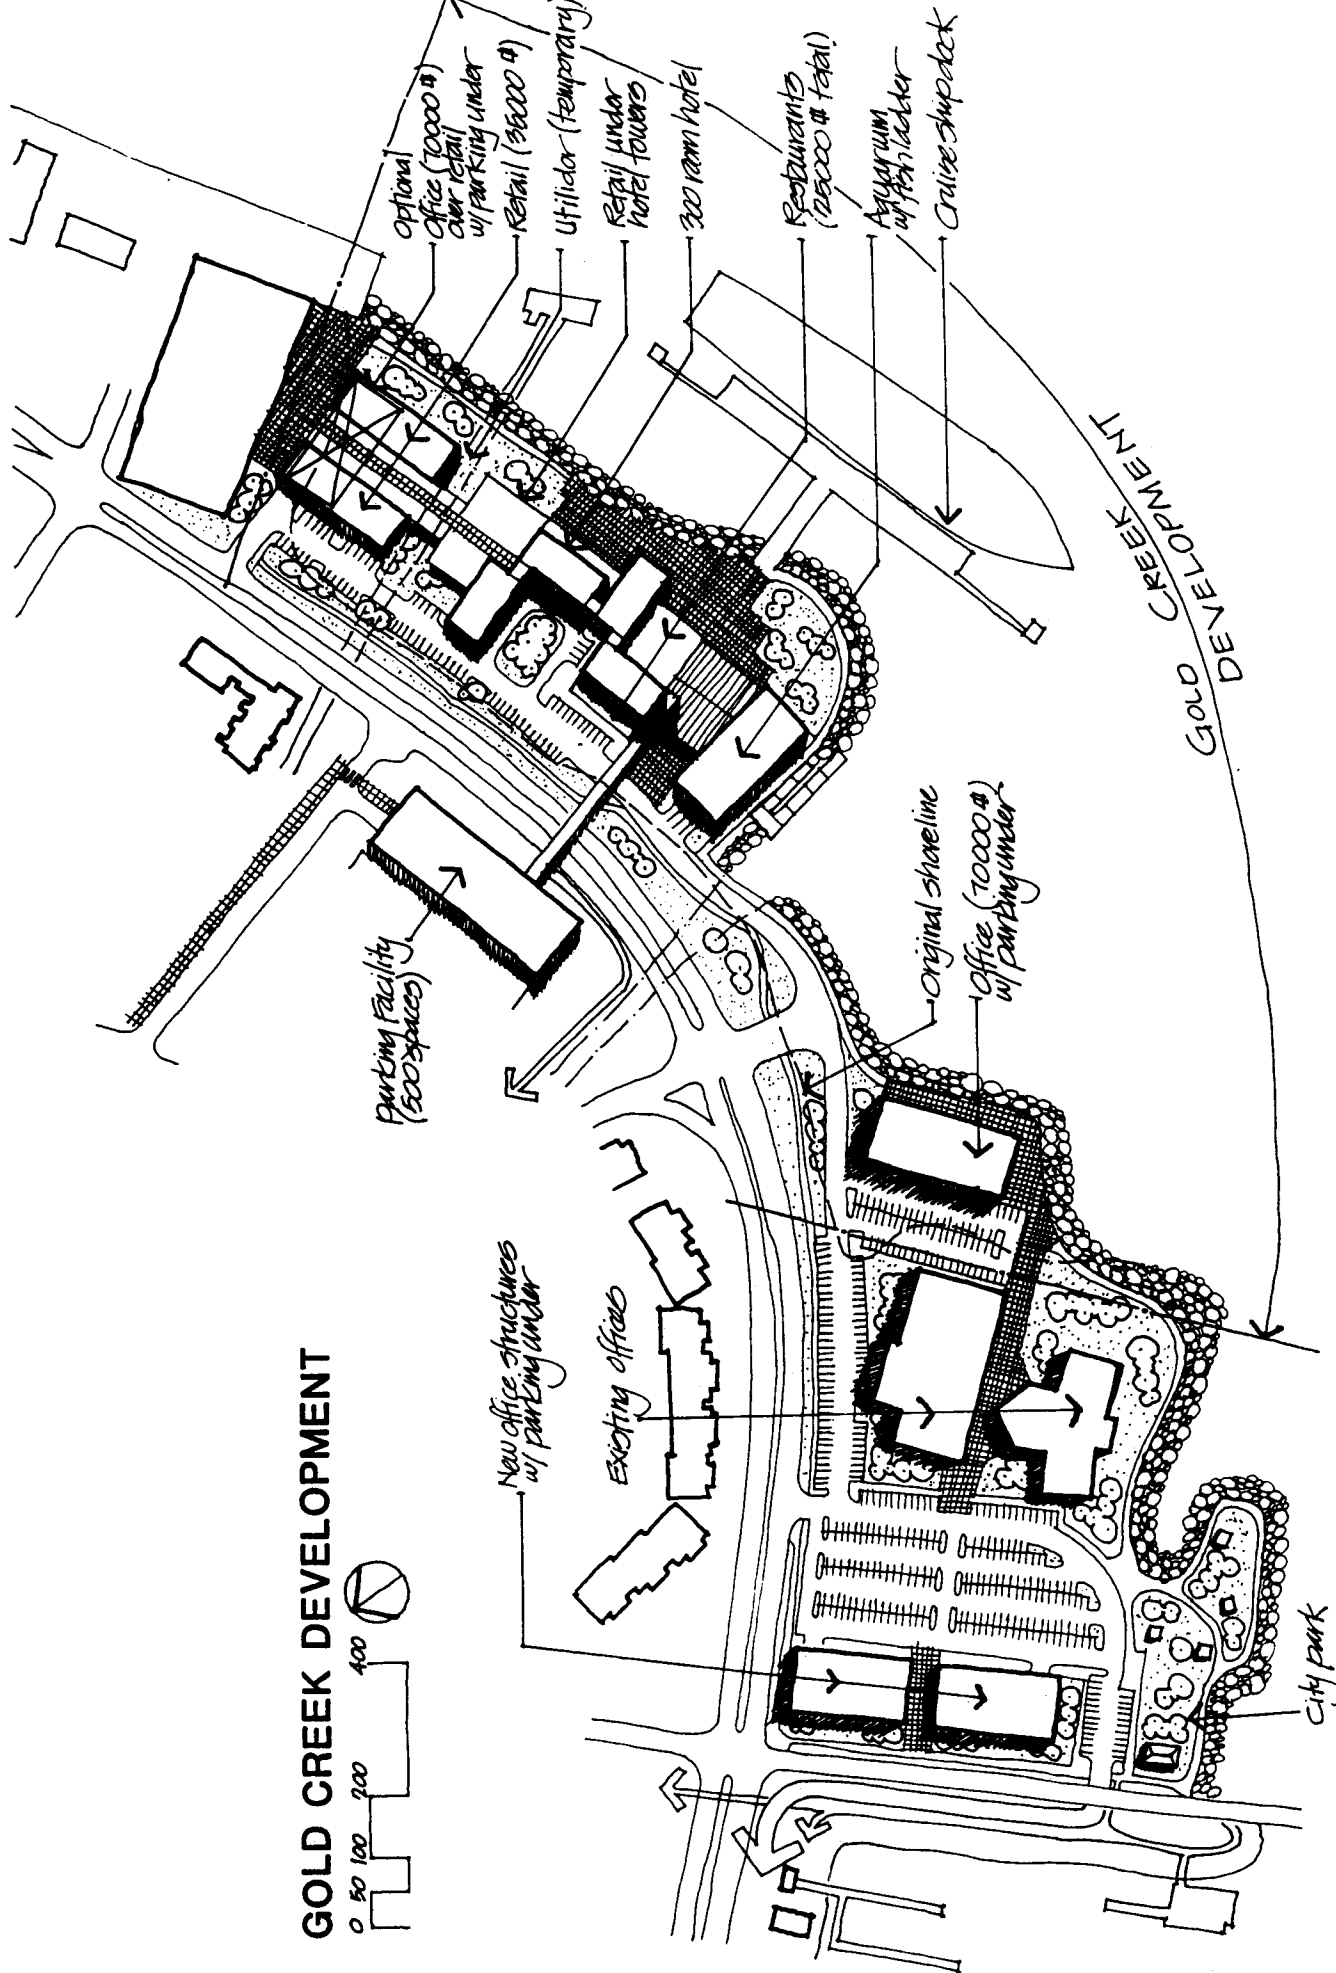 GOLD CREEK DEVELOPMENT
0 50 100 200 400
New office structures
w/ parking under
Existing offices
Parking Facility
(500 spaces)
Optional
Office (70000 #)
over retail
w/ parking under
Retail (36000 #)
Utilidor (temporary)
Retail under
hotel towers
300 room hotel
Restaurants
(25000 # total)
Aquarium
w/ fish ladder
Cruise ship dock
GOLD CREEK
DEVELOPMENT
original shoreline
Office (70000 #)
w/ parking under
City park